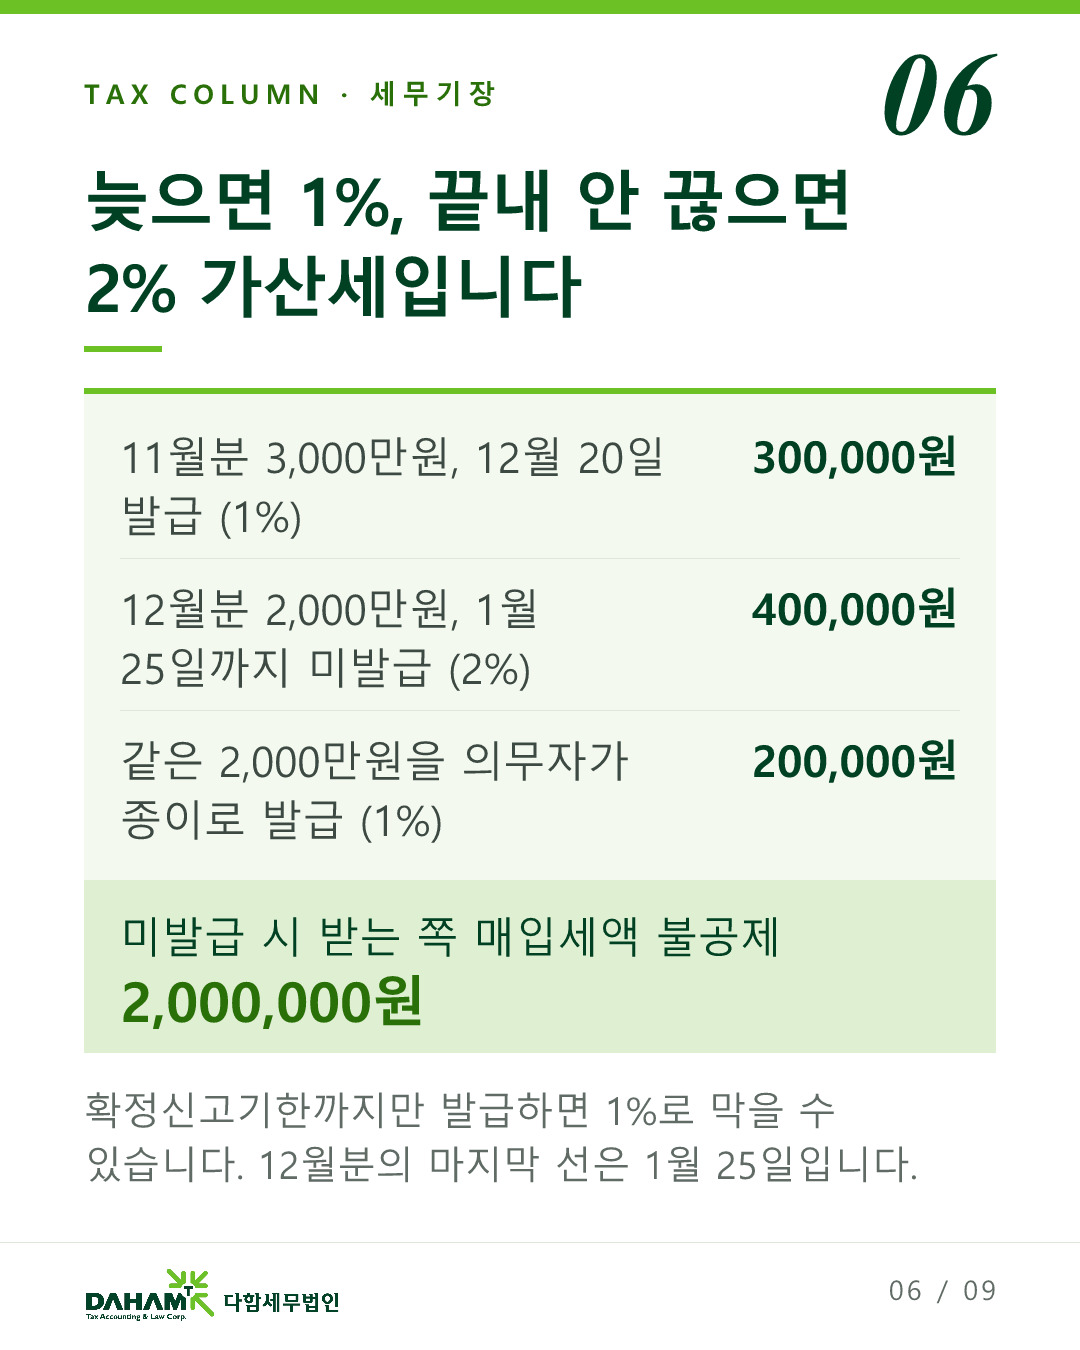 TAX COLUMN · 세무기장
06
늦으면 1%, 끝내 안 끊으면
2% 가산세입니다
11월분 3,000만원, 12월 20일
발급 (1%)
300,000원
12월분 2,000만원, 1월
25일까지 미발급 (2%)
400,000원
같은 2,000만원을 의무자가
종이로 발급 (1%)
200,000원
미발급 시 받는 쪽 매입세액 불공제
2,000,000원
확정신고기한까지만 발급하면 1%로 막을 수
있습니다. 12월분의 마지막 선은 1월 25일입니다.
DAHAM T
Tax Accounting & Law Corp.
다함세무법인
06 / 09